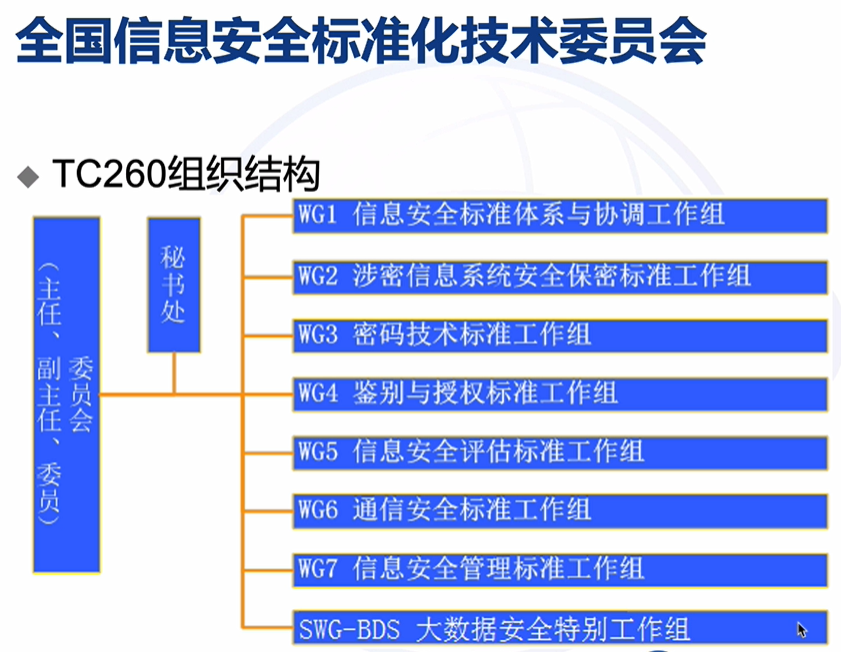 全国信息安全标准化技术委员会
◆ TC260组织结构
委员会
（主任、副主任、委员）
秘书处
WG1 信息安全标准体系与协调工作组
WG2 涉密信息系统安全保密标准工作组
WG3 密码技术标准工作组
WG4 鉴别与授权标准工作组
WG5 信息安全评估标准工作组
WG6 通信安全标准工作组
WG7 信息安全管理标准工作组
SWG-BDS 大数据安全特别工作组